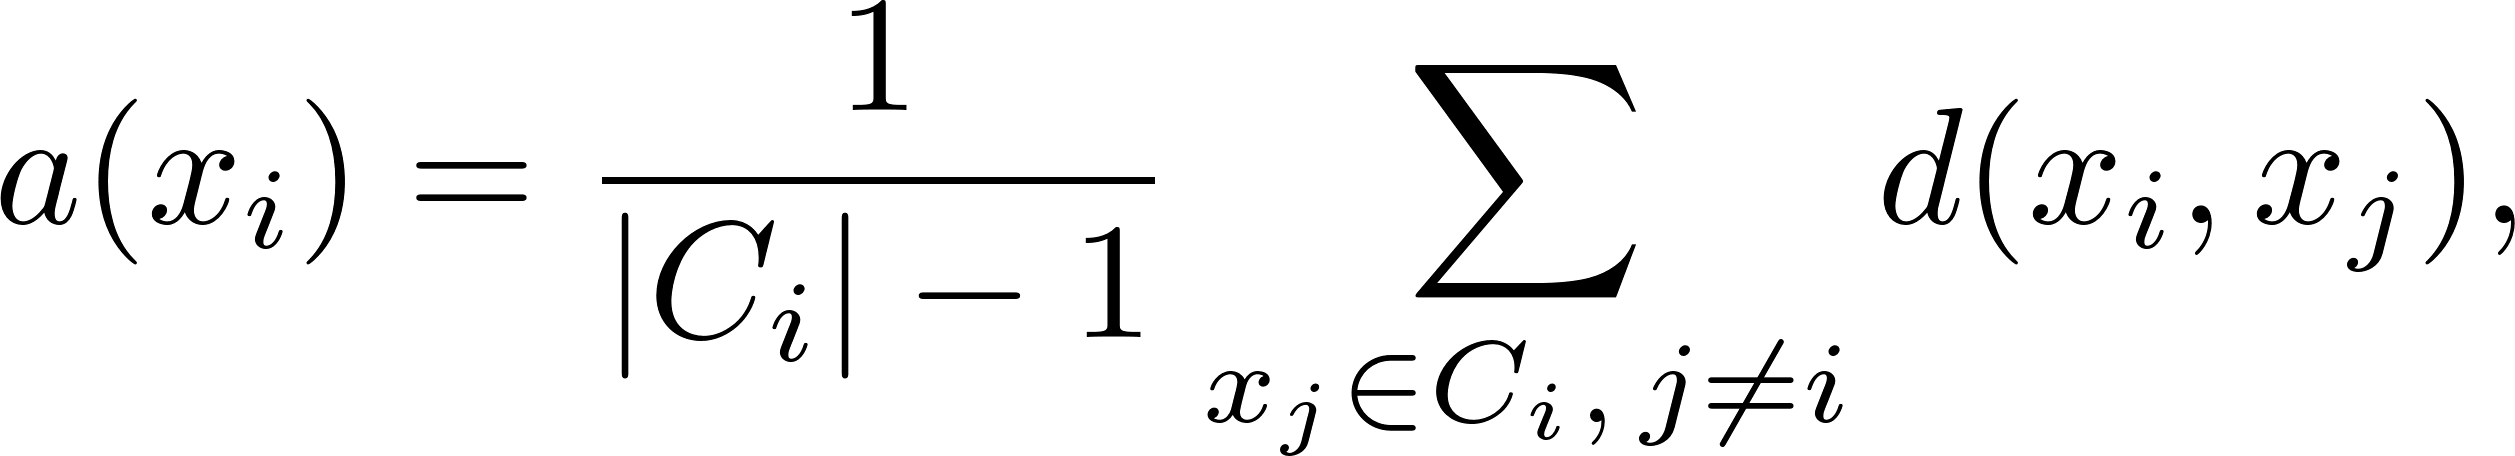 a(x_i) = \frac{1}{|C_i| - 1} \sum_{x_j \in C_i, j \neq i} d(x_i, x_j),